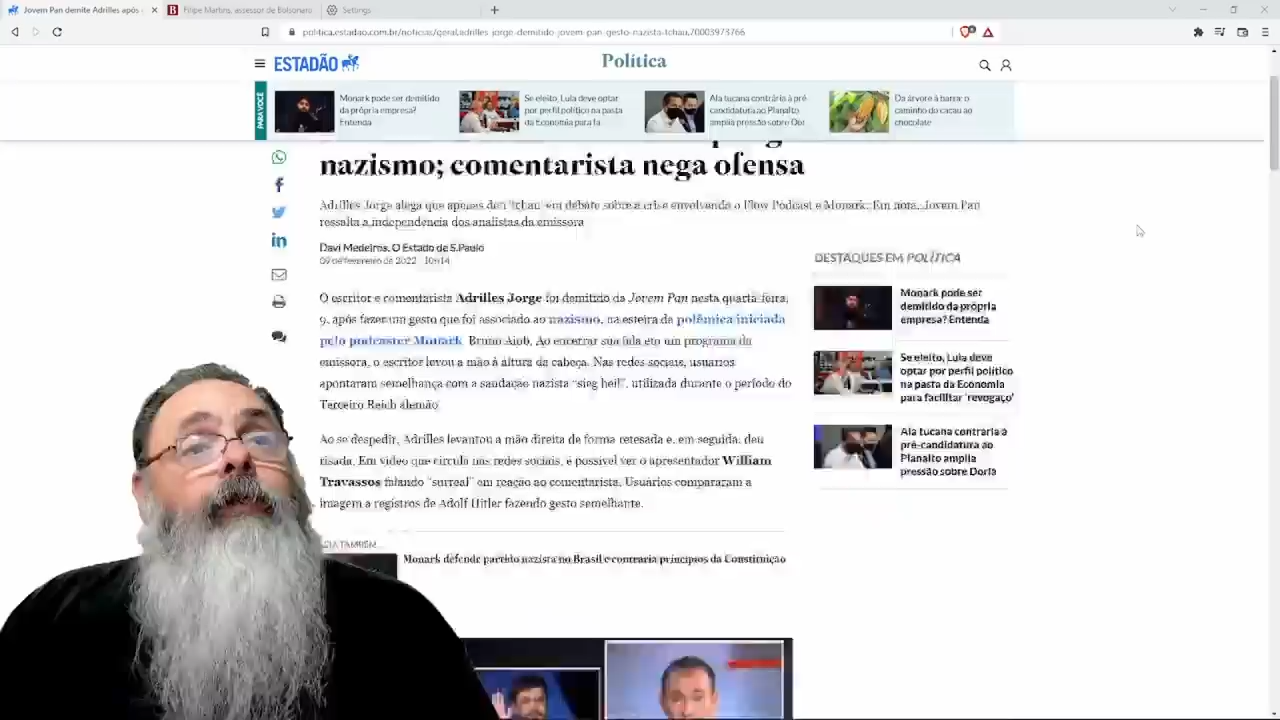 Jovem Pan demite Adrilles após
Filipe Martins, assessor de Bolsonaro
Settings
politica.estadao.com.br/noticias/geral,adrilles-jorge-demitido-jovem-pan-gesto-nazista-tchau,70003973766
ESTADÃO
Política
PARA VOCÊ
Monark pode ser demitido
da própria empresa?
Entenda
Se eleito, Lula deve optar
por perfil político na pasta
da Economia para fa
Ala tucana contrária à pré-
candidatura ao Planalto
amplia pressão sobre Dor
Da árvore à barra: o
caminho do cacau ao
chocolate
nazismo; comentarista nega ofensa
Adrilles Jorge alega que apenas deu 'tchau' em debate sobre a crise envolvendo o Flow Podcast e Monark; Em nota, Jovem Pan
ressalta a independência dos analistas da emissora
Davi Medeiros, O Estado de S.Paulo
09 de fevereiro de 2022 10h14
O escritor e comentarista Adrilles Jorge foi demitido da Jovem Pan nesta quarta-feira,
9, após fazer um gesto que foi associado ao nazismo, na esteira da polêmica iniciada
pelo podcaster Monark, Bruno Aiub. Ao encerrar sua fala em um programa da
emissora, o escritor levou a mão à altura da cabeça. Nas redes sociais, usuários
apontaram semelhança com a saudação nazista "sieg heil", utilizada durante o período do
Terceiro Reich alemão
Ao se despedir, Adrilles levantou a mão direita de forma retesada e, em seguida, deu
risada. Em vídeo que circula nas redes sociais, é possível ver o apresentador William
Travassos falando "surreal" em reação ao comentarista. Usuários compararam a
imagem a registros de Adolf Hitler fazendo gesto semelhante.
TAMBÉM
Monark defende partido nazista no Brasil e contraria princípios da Constituição
DESTAQUES EM POLÍTICA
Monark pode ser
demitido da própria
empresa? Entenda
Se eleito, Lula deve
optar por perfil político
na pasta da Economia
para facilitar 'revogaço'
Ala tucana contrária à
pré-candidatura ao
Planalto amplia
pressão sobre Doria